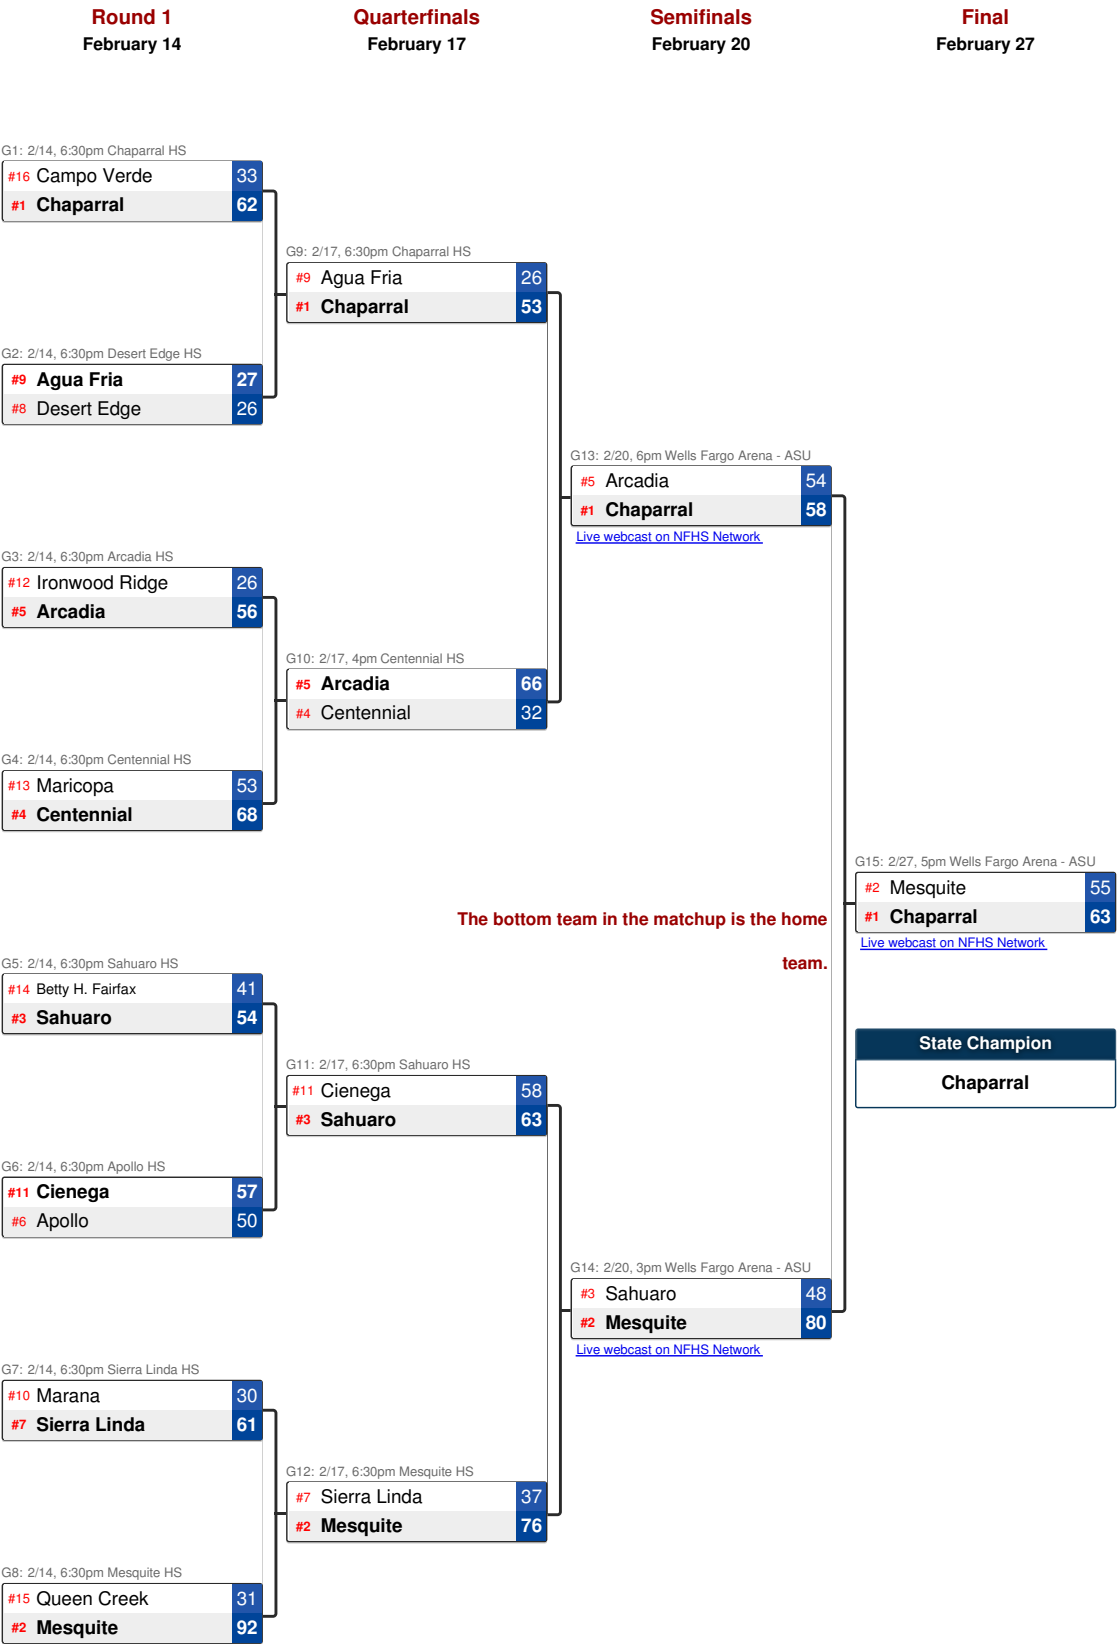 Round 1
February 14
Quarterfinals
February 17
Semifinals
February 20
Final
February 27
G1: 2/14, 6:30pm Chaparral HS
#16 Campo Verde 33
#1 Chaparral 62
G9: 2/17, 6:30pm Chaparral HS
#9 Agua Fria 26
#1 Chaparral 53
G2: 2/14, 6:30pm Desert Edge HS
#9 Agua Fria 27
#8 Desert Edge 26
G13: 2/20, 6pm Wells Fargo Arena - ASU
#5 Arcadia 54
#1 Chaparral 58
Live webcast on NFHS Network
G3: 2/14, 6:30pm Arcadia HS
#12 Ironwood Ridge 26
#5 Arcadia 56
G10: 2/17, 4pm Centennial HS
#5 Arcadia 66
#4 Centennial 32
G4: 2/14, 6:30pm Centennial HS
#13 Maricopa 53
#4 Centennial 68
G15: 2/27, 5pm Wells Fargo Arena - ASU
#2 Mesquite 55
#1 Chaparral 63
Live webcast on NFHS Network
The bottom team in the matchup is the home
team.
G5: 2/14, 6:30pm Sahuaro HS
#14 Betty H. Fairfax 41
#3 Sahuaro 54
State Champion
Chaparral
G11: 2/17, 6:30pm Sahuaro HS
#11 Cienega 58
#3 Sahuaro 63
G6: 2/14, 6:30pm Apollo HS
#11 Cienega 57
#6 Apollo 50
G14: 2/20, 3pm Wells Fargo Arena - ASU
#3 Sahuaro 48
#2 Mesquite 80
Live webcast on NFHS Network
G7: 2/14, 6:30pm Sierra Linda HS
#10 Marana 30
#7 Sierra Linda 61
G12: 2/17, 6:30pm Mesquite HS
#7 Sierra Linda 37
#2 Mesquite 76
G8: 2/14, 6:30pm Mesquite HS
#15 Queen Creek 31
#2 Mesquite 92